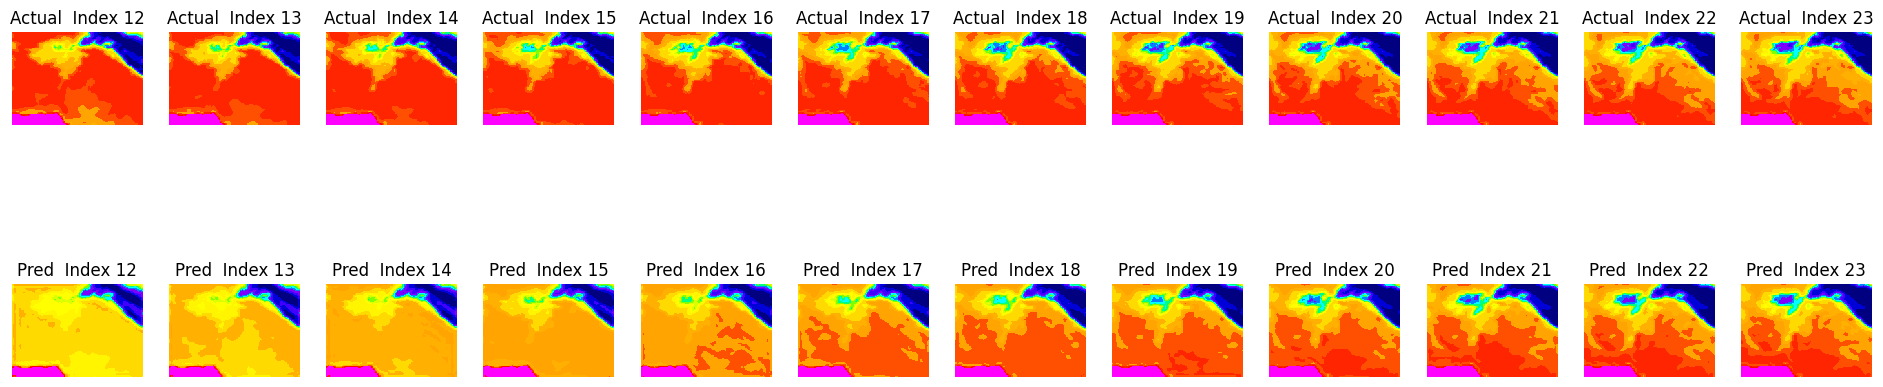 Actual  Index 12
Actual  Index 13
Actual  Index 14
Actual  Index 15
Actual  Index 16
Actual  Index 17
Actual  Index 18
Actual  Index 19
Actual  Index 20
Actual  Index 21
Actual  Index 22
Actual  Index 23
Pred  Index 12
Pred  Index 13
Pred  Index 14
Pred  Index 15
Pred  Index 16
Pred  Index 17
Pred  Index 18
Pred  Index 19
Pred  Index 20
Pred  Index 21
Pred  Index 22
Pred  Index 23